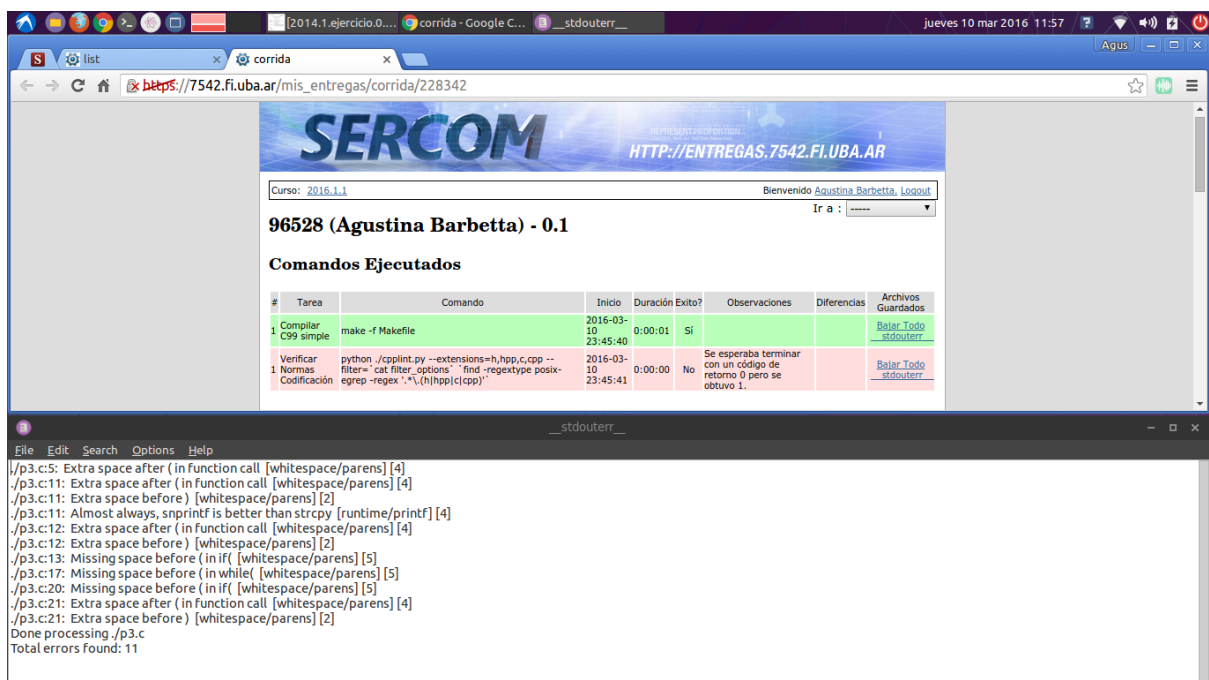 [2014.1.ejercicio.0.... corrida - Google C... __stdouterr__ jueves 10 mar 2016 11:57
list corrida Agus
https://7542.fi.uba.ar/mis_entregas/corrida/228342
SERCOM
HTTP://ENTREGAS.7542.FI.UBA.AR
Curso: 2016.1.1 Bienvenido Agustina Barbetta. Logout
Ir a : -----
96528 (Agustina Barbetta) - 0.1
Comandos Ejecutados
# Tarea Comando Inicio Duración Exito? Observaciones Diferencias Archivos Guardados
1 Compilar C99 simple make -f Makefile 2016-03-10 23:45:40 0:00:01 Sí Bajar Todo __stdouterr__
1 Verificar Normas Codificación python ./cpplint.py --extensions=h,hpp,c,cpp --filter=`cat filter_options` `find -regextype posix-egrep -regex '.*\.(h|hpp|c|cpp)'` 2016-03-10 23:45:41 0:00:00 No Se esperaba terminar con un código de retorno 0 pero se obtuvo 1. Bajar Todo __stdouterr__
__stdouterr__
File Edit Search Options Help
./p3.c:5: Extra space after ( in function call [whitespace/parens] [4]
./p3.c:11: Extra space after ( in function call [whitespace/parens] [4]
./p3.c:11: Extra space before ) [whitespace/parens] [2]
./p3.c:11: Almost always, snprintf is better than strcpy [runtime/printf] [4]
./p3.c:12: Extra space after ( in function call [whitespace/parens] [4]
./p3.c:12: Extra space before ) [whitespace/parens] [2]
./p3.c:13: Missing space before ( in if( [whitespace/parens] [5]
./p3.c:17: Missing space before ( in while( [whitespace/parens] [5]
./p3.c:20: Missing space before ( in if( [whitespace/parens] [5]
./p3.c:21: Extra space after ( in function call [whitespace/parens] [4]
./p3.c:21: Extra space before ) [whitespace/parens] [2]
Done processing ./p3.c
Total errors found: 11